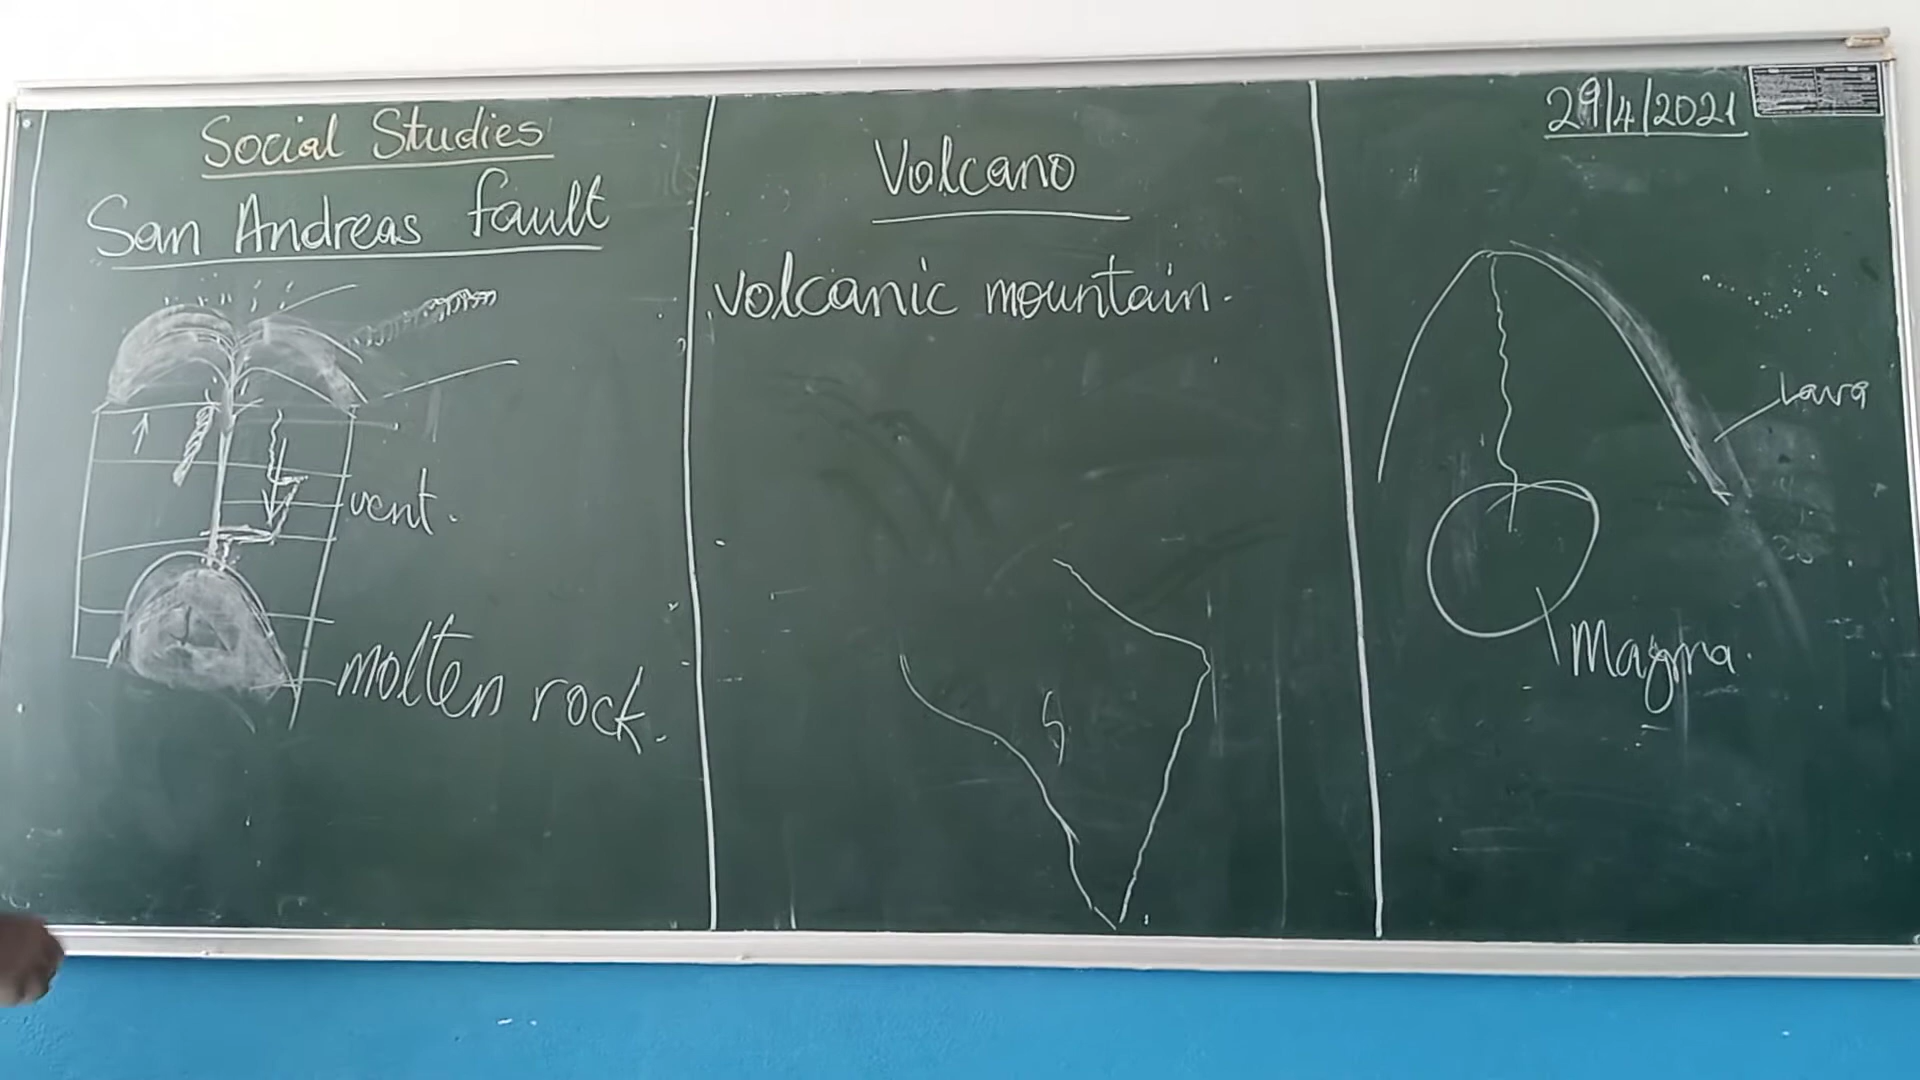 Social Studies
San Andreas fault
vent.
molten rock.
Volcano
volcanic mountain.
29/4/2021
Lava
Magma.